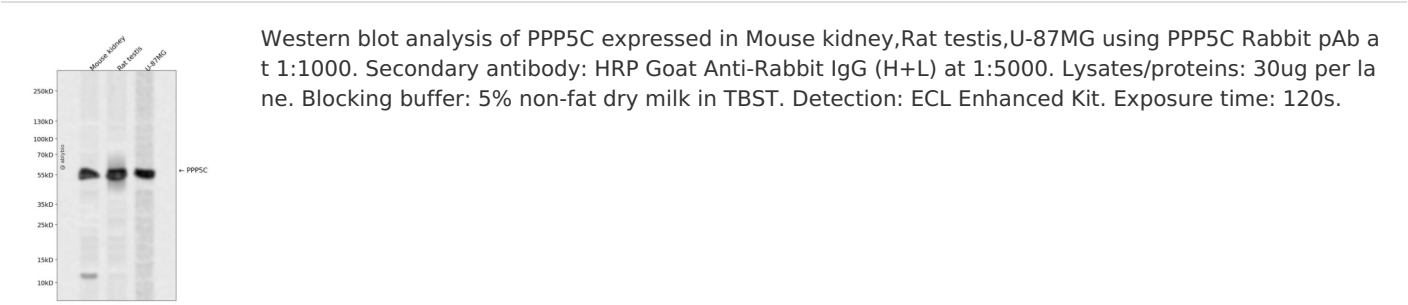 Mouse kidney
Rat testis
U-87MG
250kD
130kD
100kD
70kD
55kD
35kD
25kD
15kD
10kD
← PPP5C
Western blot analysis of PPP5C expressed in Mouse kidney,Rat testis,U-87MG using PPP5C Rabbit pAb a
t 1:1000. Secondary antibody: HRP Goat Anti-Rabbit IgG (H+L) at 1:5000. Lysates/proteins: 30ug per la
ne. Blocking buffer: 5% non-fat dry milk in TBST. Detection: ECL Enhanced Kit. Exposure time: 120s.